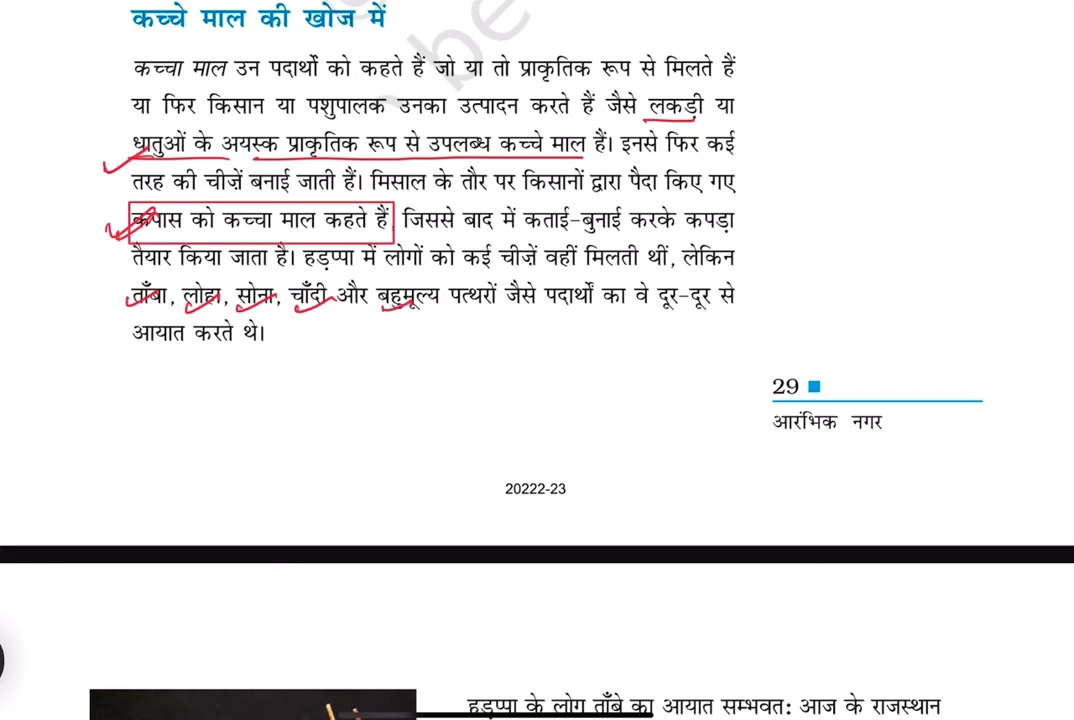 कच्चे माल की खोज में
कच्चा माल उन पदार्थों को कहते हैं जो या तो प्राकृतिक रूप से मिलते हैं
या फिर किसान या पशुपालक उनका उत्पादन करते हैं जैसे लकड़ी या
धातुओं के अयस्क प्राकृतिक रूप से उपलब्ध कच्चे माल हैं। इनसे फिर कई
तरह की चीज़ें बनाई जाती हैं। मिसाल के तौर पर किसानों द्वारा पैदा किए गए
कपास को कच्चा माल कहते हैं, जिससे बाद में कताई-बुनाई करके कपड़ा
तैयार किया जाता है। हड़प्पा में लोगों को कई चीज़ें वहीं मिलती थीं, लेकिन
ताँबा, लोहा, सोना, चाँदी और बहुमूल्य पत्थरों जैसे पदार्थों का वे दूर-दूर से
आयात करते थे।
29
आरंभिक नगर
20222-23
हड़प्पा के लोग ताँबे का आयात सम्भवत: आज के राजस्थान
be